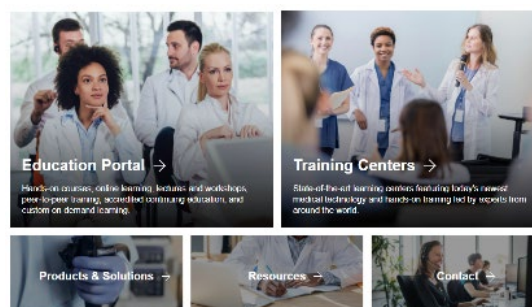 Education Portal →
Hands-on courses, online learning, lectures and workshops,
peer-to-peer training, accredited continuing education, and
custom on demand learning.
Training Centers →
State-of-the-art learning centers featuring today's newest
medical technology and hands-on training led by experts from
around the world.
Products & Solutions →
Resources →
Contact →